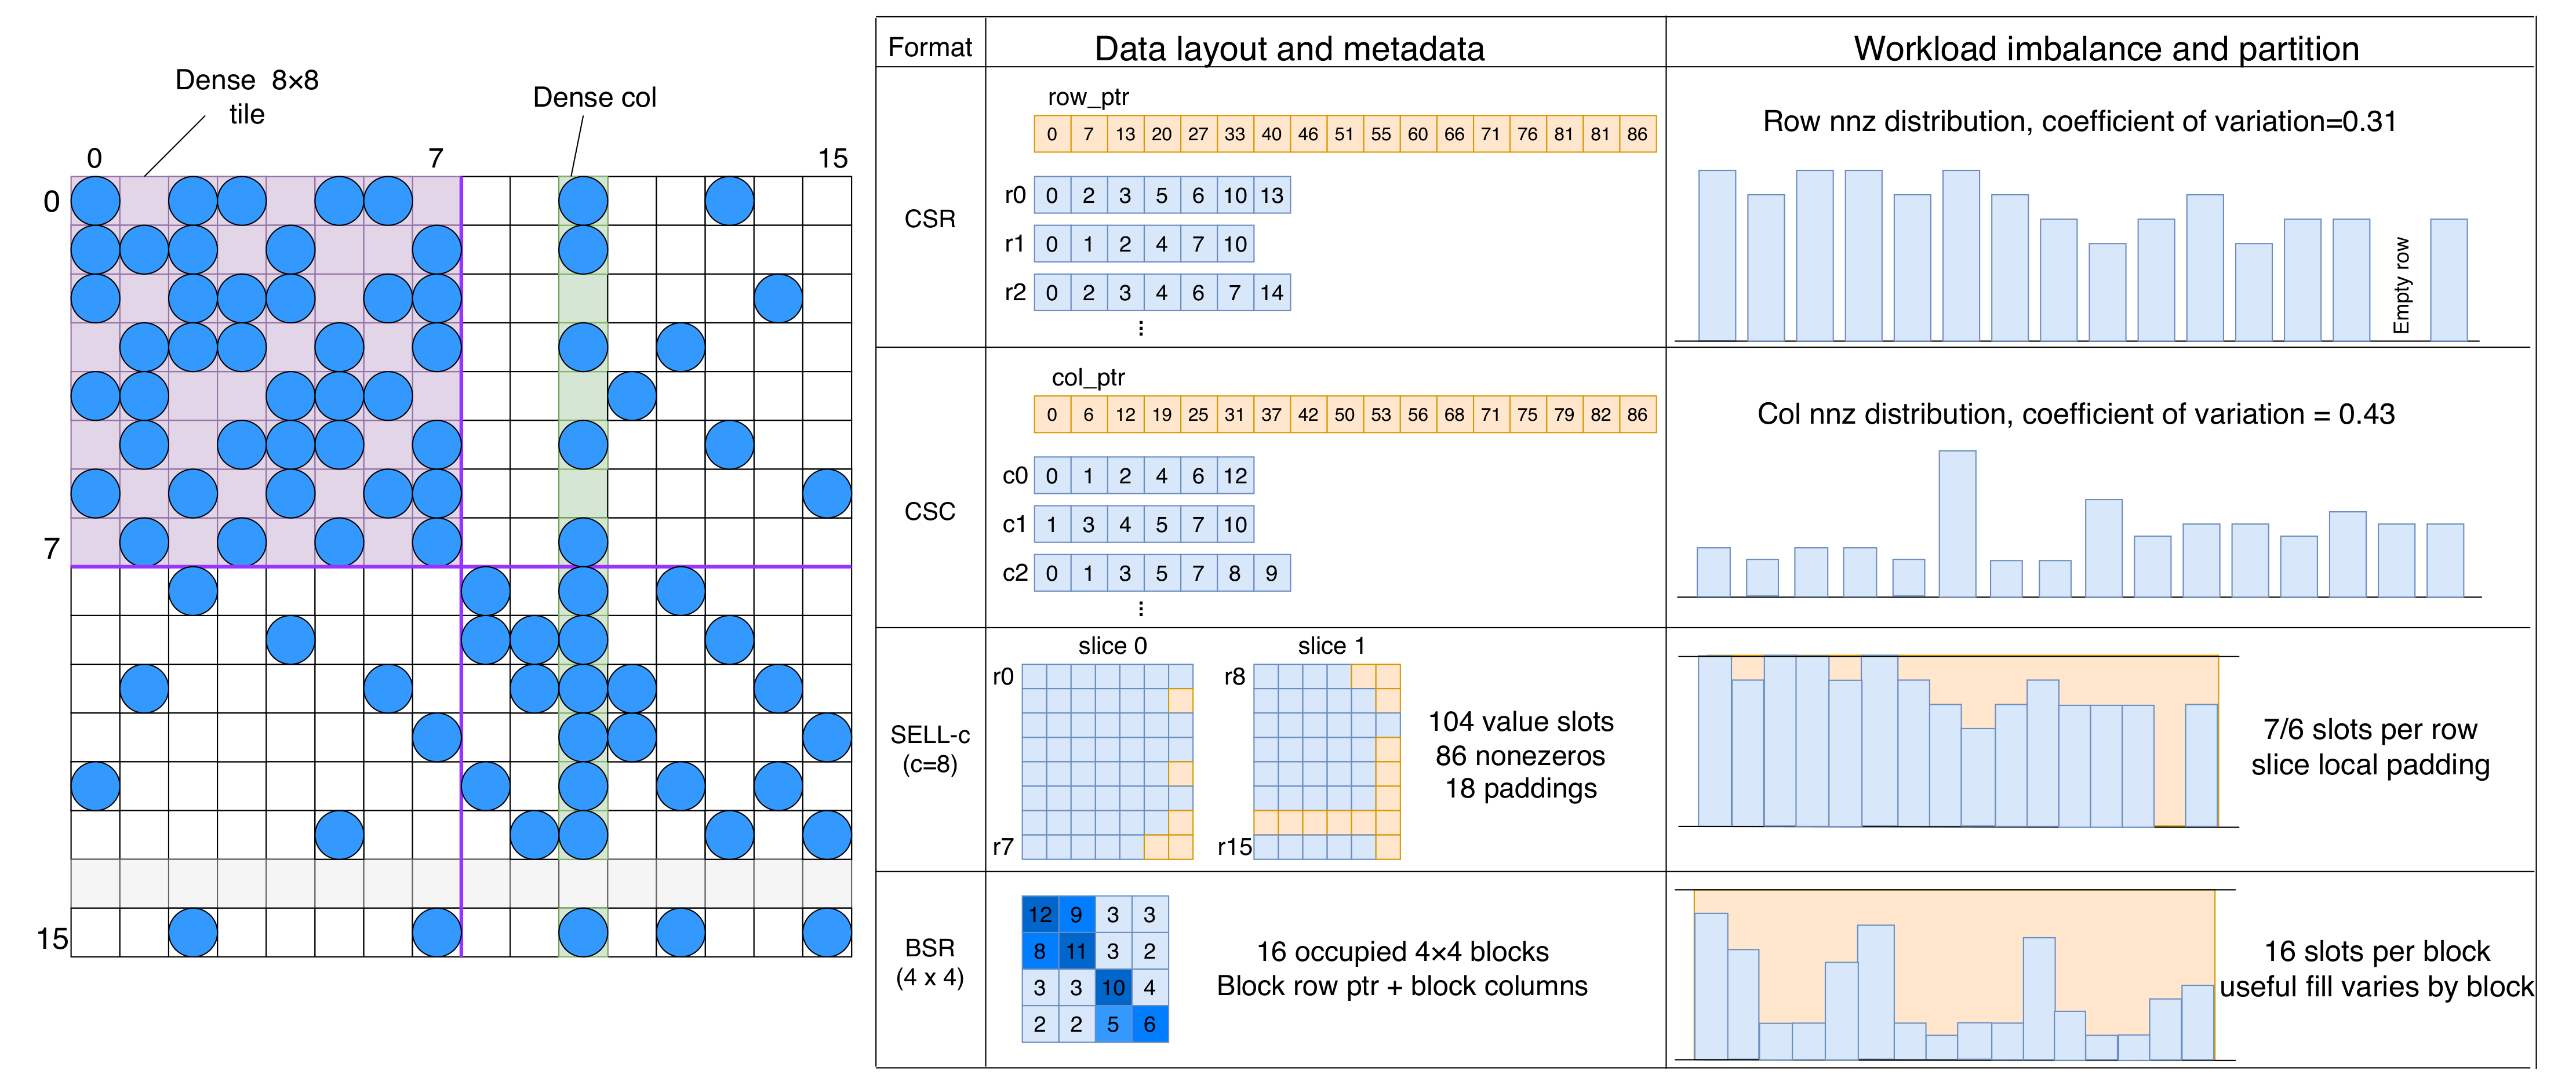 Dense 8×8
tile
Dense col
0
7
15
0
7
15
Format
Data layout and metadata
Workload imbalance and partition
CSR
row_ptr
0 7 13 20 27 33 40 46 51 55 60 66 71 76 81 81 86
r0 0 2 3 5 6 10 13
r1 0 1 2 4 7 10
r2 0 2 3 4 6 7 14
⋮
Row nnz distribution, coefficient of variation=0.31
Empty row
CSC
col_ptr
0 6 12 19 25 31 37 42 50 53 56 68 71 75 79 82 86
c0 0 1 2 4 6 12
c1 1 3 4 5 7 10
c2 0 1 3 5 7 8 9
⋮
Col nnz distribution, coefficient of variation = 0.43
SELL-c
(c=8)
slice 0
slice 1
r0
r7
r8
r15
104 value slots
86 nonezeros
18 paddings
7/6 slots per row
slice local padding
BSR
(4 x 4)
12 9 3 3
8 11 3 2
3 3 10 4
2 2 5 6
16 occupied 4×4 blocks
Block row ptr + block columns
16 slots per block
useful fill varies by block